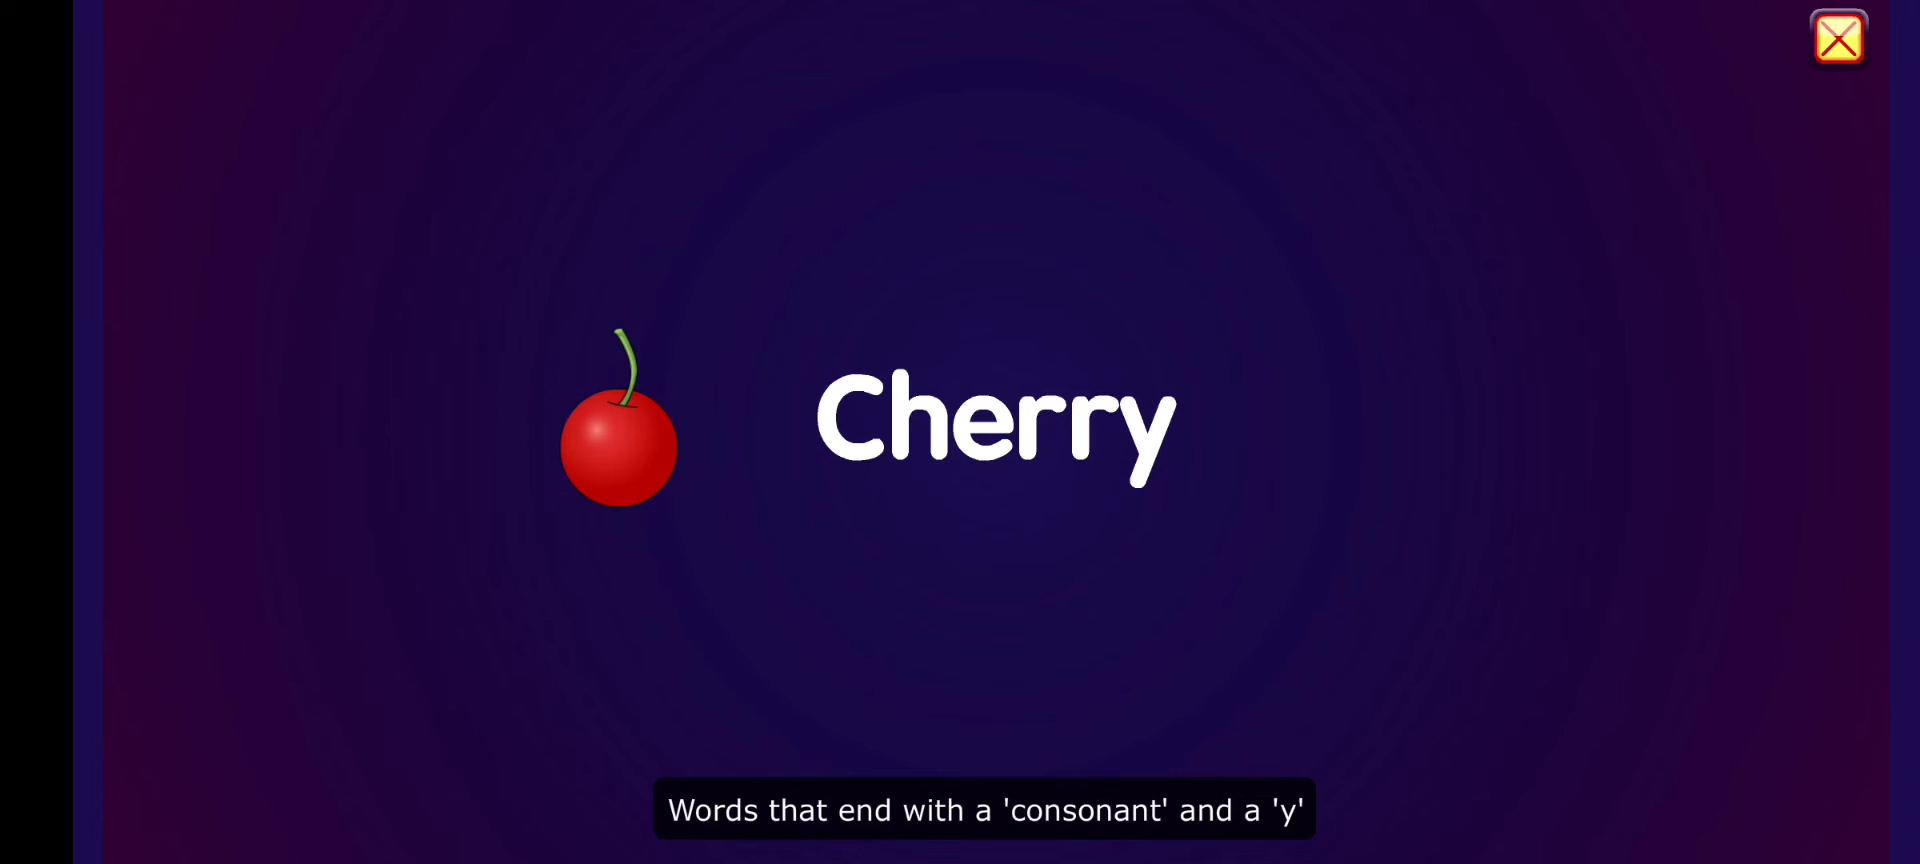 Cherry
Words that end with a 'consonant' and a 'y'